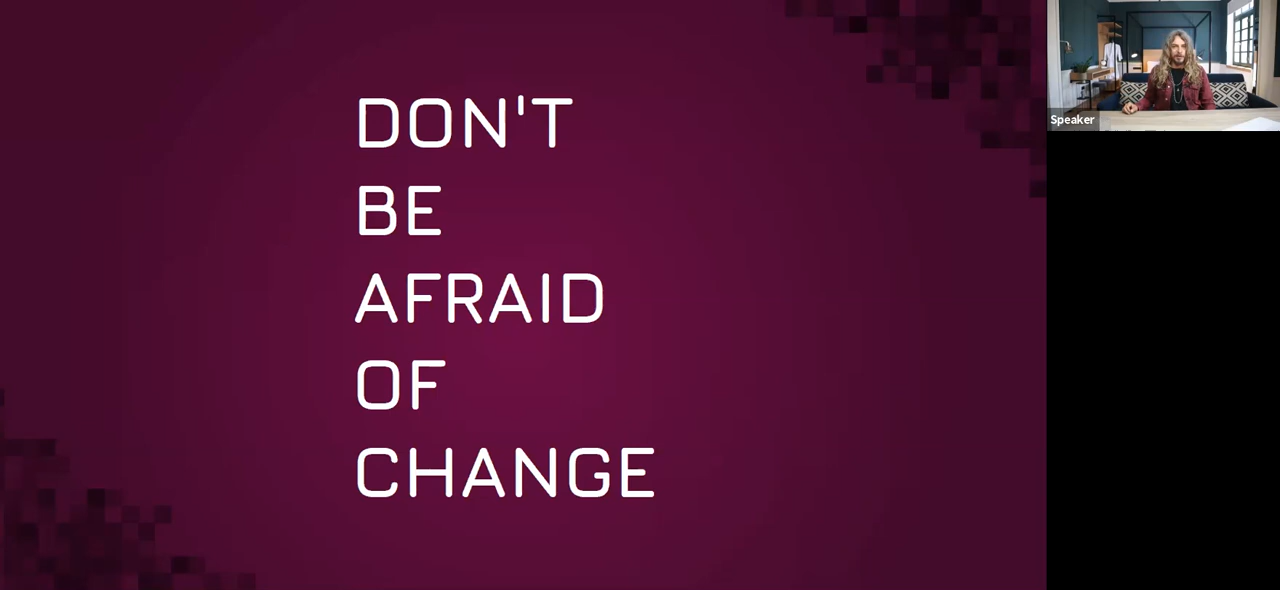 DON'T
BE
AFRAID
OF
CHANGE
Speaker